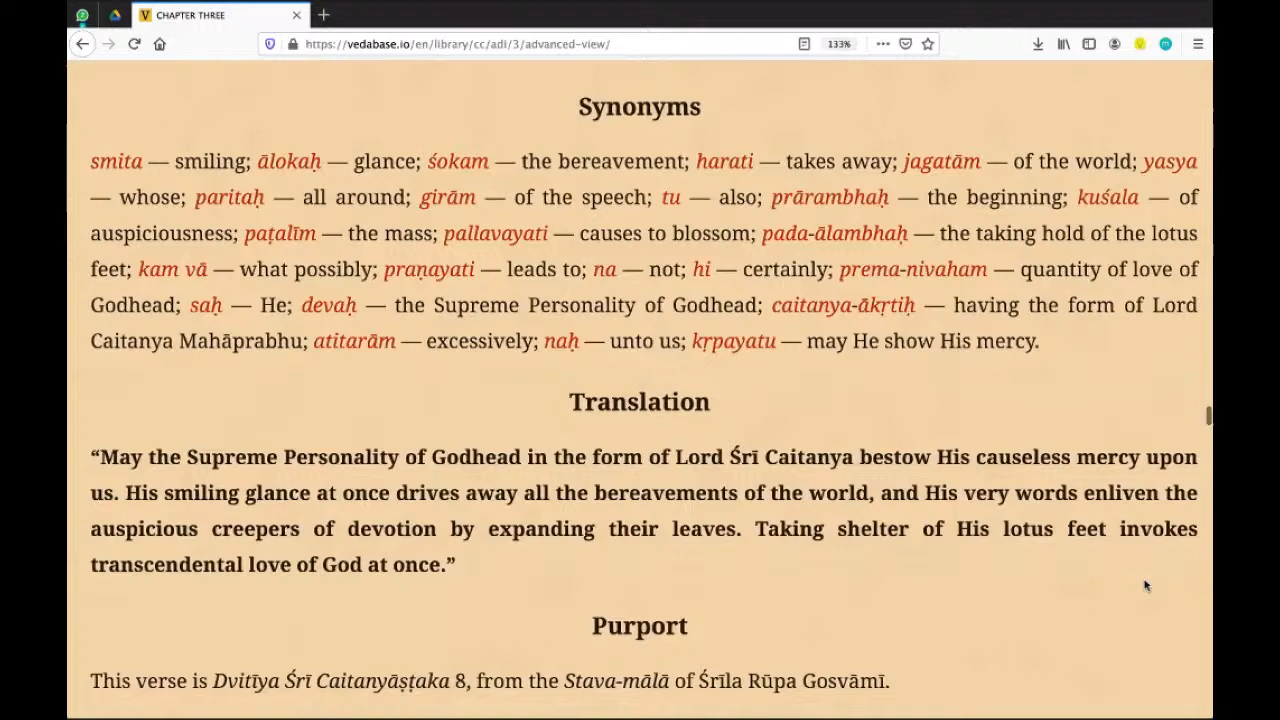 CHAPTER THREE
https://vedabase.io/en/library/cc/adi/3/advanced-view/
133%
Synonyms
smita — smiling; ālokaḥ — glance; śokam — the bereavement; harati — takes away; jagatām — of the world; yasya
— whose; paritaḥ — all around; girām — of the speech; tu — also; prārambhaḥ — the beginning; kuśala — of
auspiciousness; paṭalīm — the mass; pallavayati — causes to blossom; pada-ālambhaḥ — the taking hold of the lotus
feet; kam vā — what possibly; praṇayati — leads to; na — not; hi — certainly; prema-nivaham — quantity of love of
Godhead; saḥ — He; devaḥ — the Supreme Personality of Godhead; caitanya-ākṛtiḥ — having the form of Lord
Caitanya Mahāprabhu; atitarām — excessively; naḥ — unto us; kṛpayatu — may He show His mercy.
Translation
“May the Supreme Personality of Godhead in the form of Lord Śrī Caitanya bestow His causeless mercy upon
us. His smiling glance at once drives away all the bereavements of the world, and His very words enliven the
auspicious creepers of devotion by expanding their leaves. Taking shelter of His lotus feet invokes
transcendental love of God at once.”
Purport
This verse is Dvitīya Śrī Caitanyāṣṭaka 8, from the Stava-mālā of Śrīla Rūpa Gosvāmī.